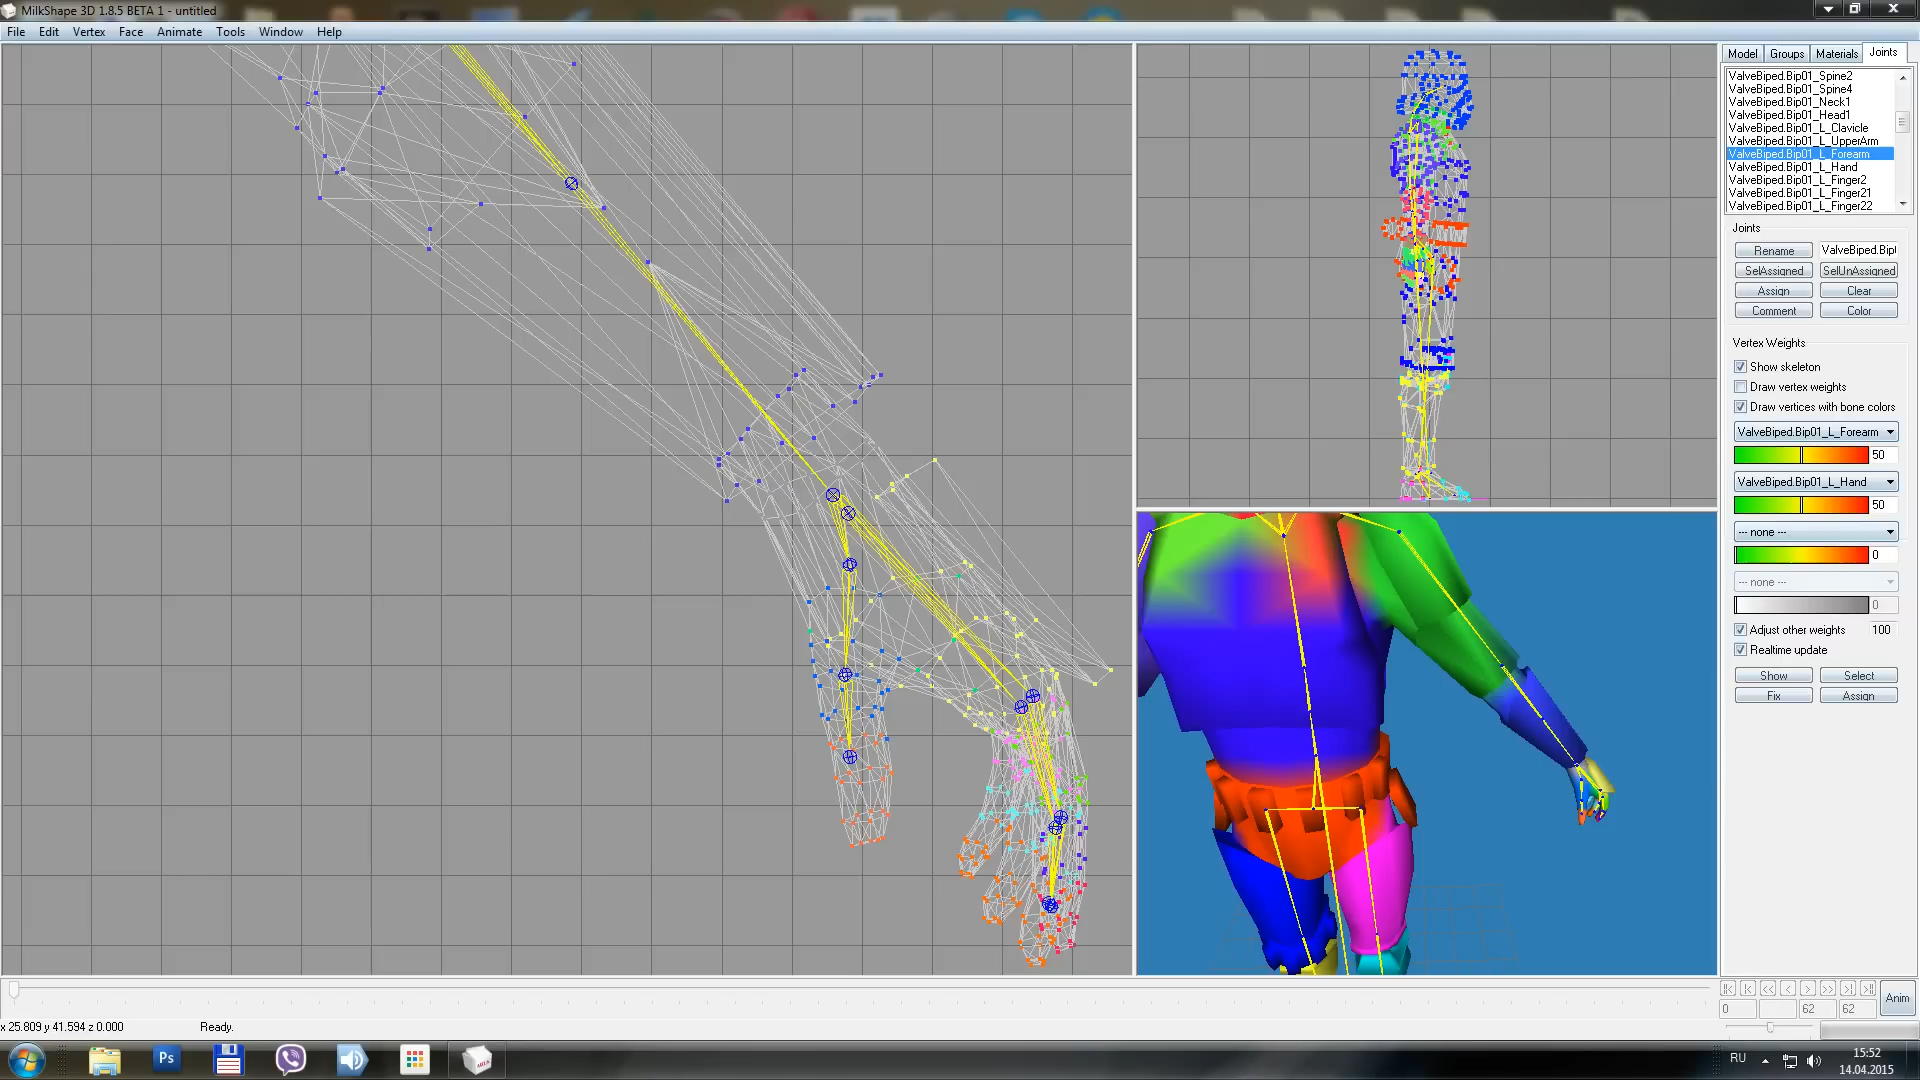 MilkShape 3D 1.8.5 BETA 1 - untitled
File Edit Vertex Face Animate Tools Window Help
Model Groups Materials Joints
ValveBiped.Bip01_Spine2
ValveBiped.Bip01_Spine4
ValveBiped.Bip01_Neck1
ValveBiped.Bip01_Head1
ValveBiped.Bip01_L_Clavicle
ValveBiped.Bip01_L_UpperArm
ValveBiped.Bip01_L_Forearm
ValveBiped.Bip01_L_Hand
ValveBiped.Bip01_L_Finger2
ValveBiped.Bip01_L_Finger21
ValveBiped.Bip01_L_Finger22
Joints
Rename ValveBiped.Bip
SelAssigned SelUnAssigned
Assign Clear
Comment Color
Vertex Weights
Show skeleton
Draw vertex weights
Draw vertices with bone colors
ValveBiped.Bip01_L_Forearm
50
ValveBiped.Bip01_L_Hand
50
--- none ---
0
--- none ---
0
Adjust other weights 100
Realtime update
Show Select
Fix Assign
|< |< << < > >> >| >| Anim
0 62 62
x 25.809 y 41.594 z 0.000 Ready.
Ps
RU
15:52
14.04.2015